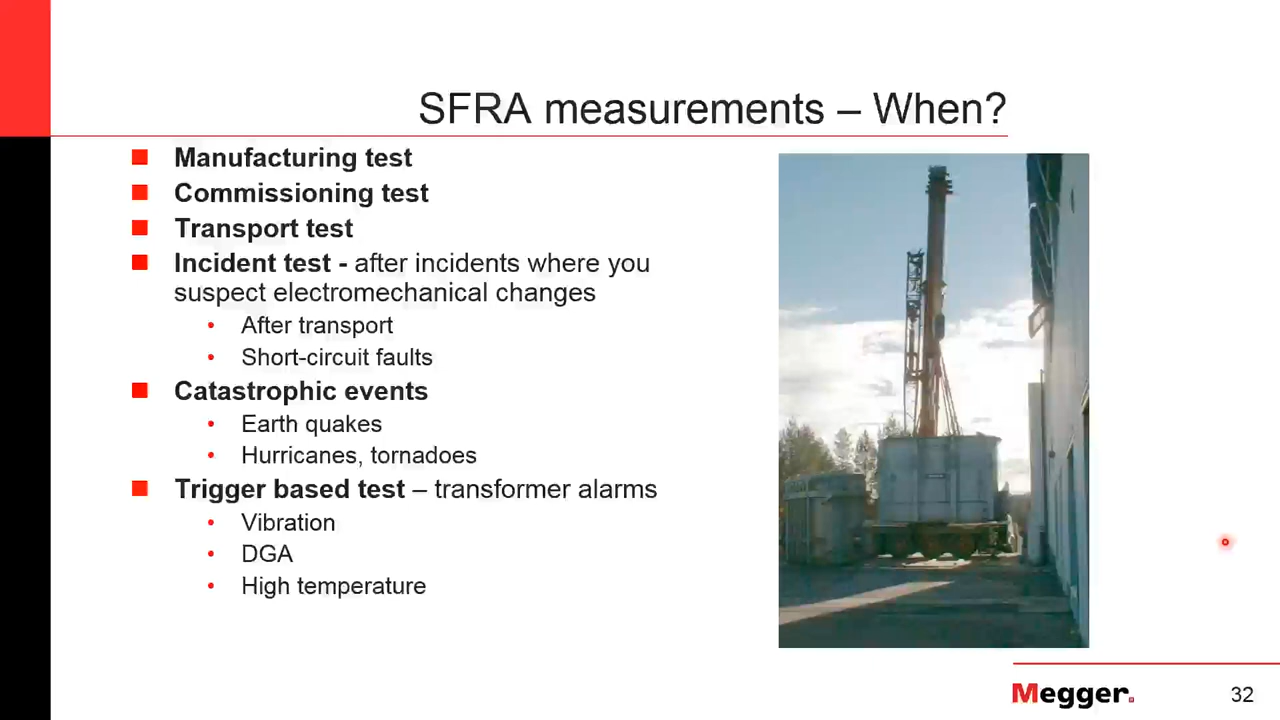 SFRA measurements – When?
Manufacturing test
Commissioning test
Transport test
Incident test - after incidents where you
suspect electromechanical changes
• After transport
• Short-circuit faults
Catastrophic events
• Earth quakes
• Hurricanes, tornadoes
Trigger based test – transformer alarms
• Vibration
• DGA
• High temperature
Megger.
32